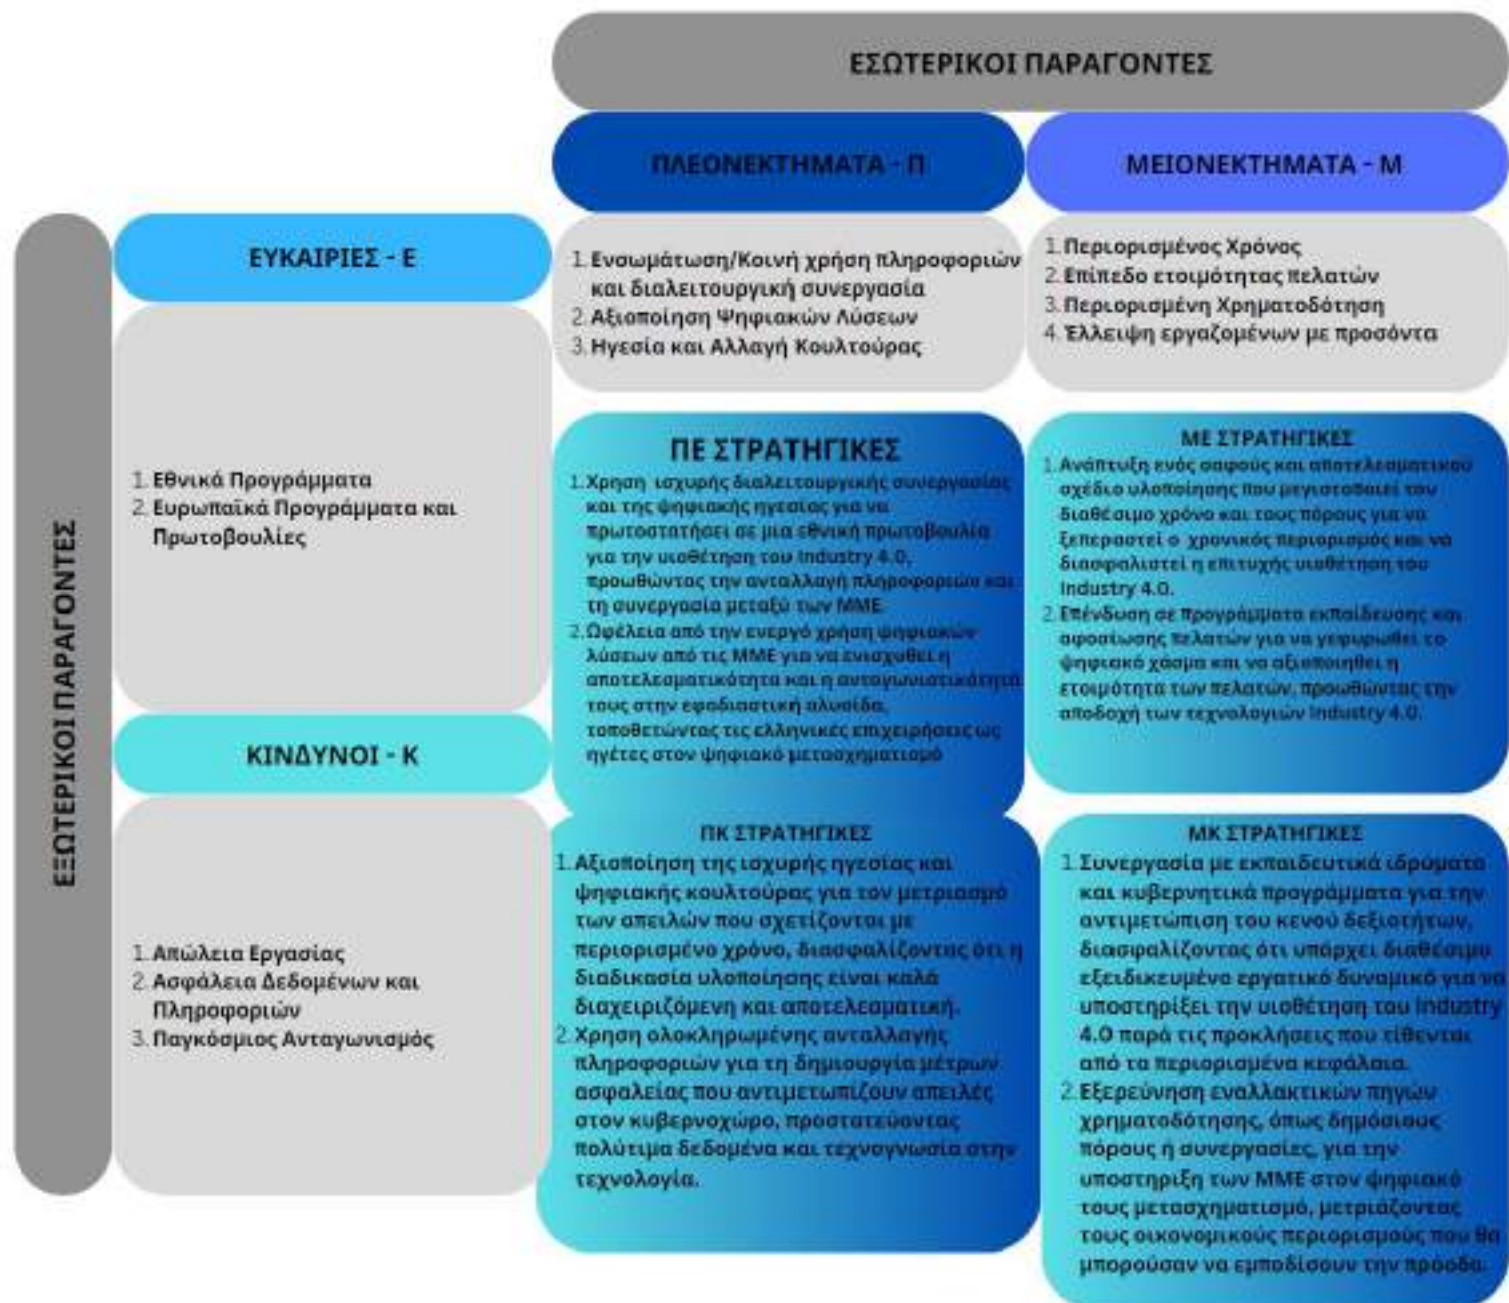 ΕΣΩΤΕΡΙΚΟΙ ΠΑΡΑΓΟΝΤΕΣ
ΠΛΕΟΝΕΚΤΗΜΑΤΑ - Π
ΜΕΙΟΝΕΚΤΗΜΑΤΑ - Μ
ΕΞΩΤΕΡΙΚΟΙ ΠΑΡΑΓΟΝΤΕΣ
ΕΥΚΑΙΡΙΕΣ - Ε
1. Ενσωμάτωση/Κοινή χρήση πληροφοριών
και διαλειτουργική συνεργασία
2. Αξιοποίηση Ψηφιακών Λύσεων
3. Ηγεσία και Αλλαγή Κουλτούρας
1. Περιορισμένος Χρόνος
2. Επίπεδο ετοιμότητας πελατών
3. Περιορισμένη Χρηματοδότηση
4. Έλλειψη εργαζομένων με προσόντα
1. Εθνικά Προγράμματα
2. Ευρωπαϊκά Προγράμματα και
Πρωτοβουλίες
ΠΕ ΣΤΡΑΤΗΓΙΚΕΣ
1. Χρηση ισχυρής διαλειτουργικής συνεργασίας
και της ψηφιακής ηγεσίας για να
πρωτοστατήσει σε μια εθνική πρωτοβουλία
για την υιοθέτηση του Industry 4.0,
προωθώντας την ανταλλαγή πληροφοριών και
τη συνεργασία μεταξύ των ΜΜΕ.
2. Ωφέλεια από την ενεργό χρήση ψηφιακών
λύσεων από τις ΜΜΕ για να ενισχυθεί η
αποτελεσματικότητα και η ανταγωνιστικότητά
τους στην εφοδιαστική αλυσίδα,
τοποθετώντας τις ελληνικές επιχειρήσεις ως
ηγέτες στον ψηφιακό μετασχηματισμό
ΜΕ ΣΤΡΑΤΗΓΙΚΕΣ
1. Ανάπτυξη ενός σαφούς και αποτελεσματικού
σχέδιο υλοποίησης που μεγιστοποιεί τον
διαθέσιμο χρόνο και τους πόρους για να
ξεπεραστεί ο χρονικός περιορισμός και να
διασφαλιστεί η επιτυχής υιοθέτηση του
Industry 4.0.
2. Επένδυση σε προγράμματα εκπαίδευσης και
αφοσίωσης πελατών για να γεφυρωθεί το
ψηφιακό χάσμα και να αξιοποιηθεί η
ετοιμότητα των πελατών, προωθώντας την
αποδοχή των τεχνολογιών Industry 4.0.
ΚΙΝΔΥΝΟΙ - Κ
1. Απώλεια Εργασίας
2. Ασφάλεια Δεδομένων και
Πληροφοριών
3. Παγκόσμιος Ανταγωνισμός
ΠΚ ΣΤΡΑΤΗΓΙΚΕΣ
1. Αξιοποίηση της ισχυρής ηγεσίας και
ψηφιακής κουλτούρας για τον μετριασμό
των απειλών που σχετίζονται με
περιορισμένο χρόνο, διασφαλίζοντας ότι η
διαδικασία υλοποίησης είναι καλά
διαχειριζόμενη και αποτελεσματική.
2. Χρηση ολοκληρωμένης ανταλλαγής
πληροφοριών για τη δημιουργία μέτρων
ασφαλείας που αντιμετωπίζουν απειλές
στον κυβερνοχώρο, προστατεύοντας
πολύτιμα δεδομένα και τεχνογνωσία στην
τεχνολογία.
ΜΚ ΣΤΡΑΤΗΓΙΚΕΣ
1. Συνεργασία με εκπαιδευτικά ιδρύματα
και κυβερνητικά προγράμματα για την
αντιμετώπιση του κενού δεξιοτήτων,
διασφαλίζοντας ότι υπάρχει διαθέσιμο
εξειδικευμένο εργατικό δυναμικό για να
υποστηρίξει την υιοθέτηση του Industry
4.0 παρά τις προκλήσεις που τίθενται
από τα περιορισμένα κεφάλαια.
2. Εξερεύνηση εναλλακτικών πηγών
χρηματοδότησης, όπως δημόσιους
πόρους ή συνεργασίες, για την
υποστηριξη των ΜΜΕ στον ψηφιακό
τους μετασχηματισμό, μετριάζοντας
τους οικονομικούς περιορισμούς που θα
μπορούσαν να εμποδίσουν την πρόοδο.